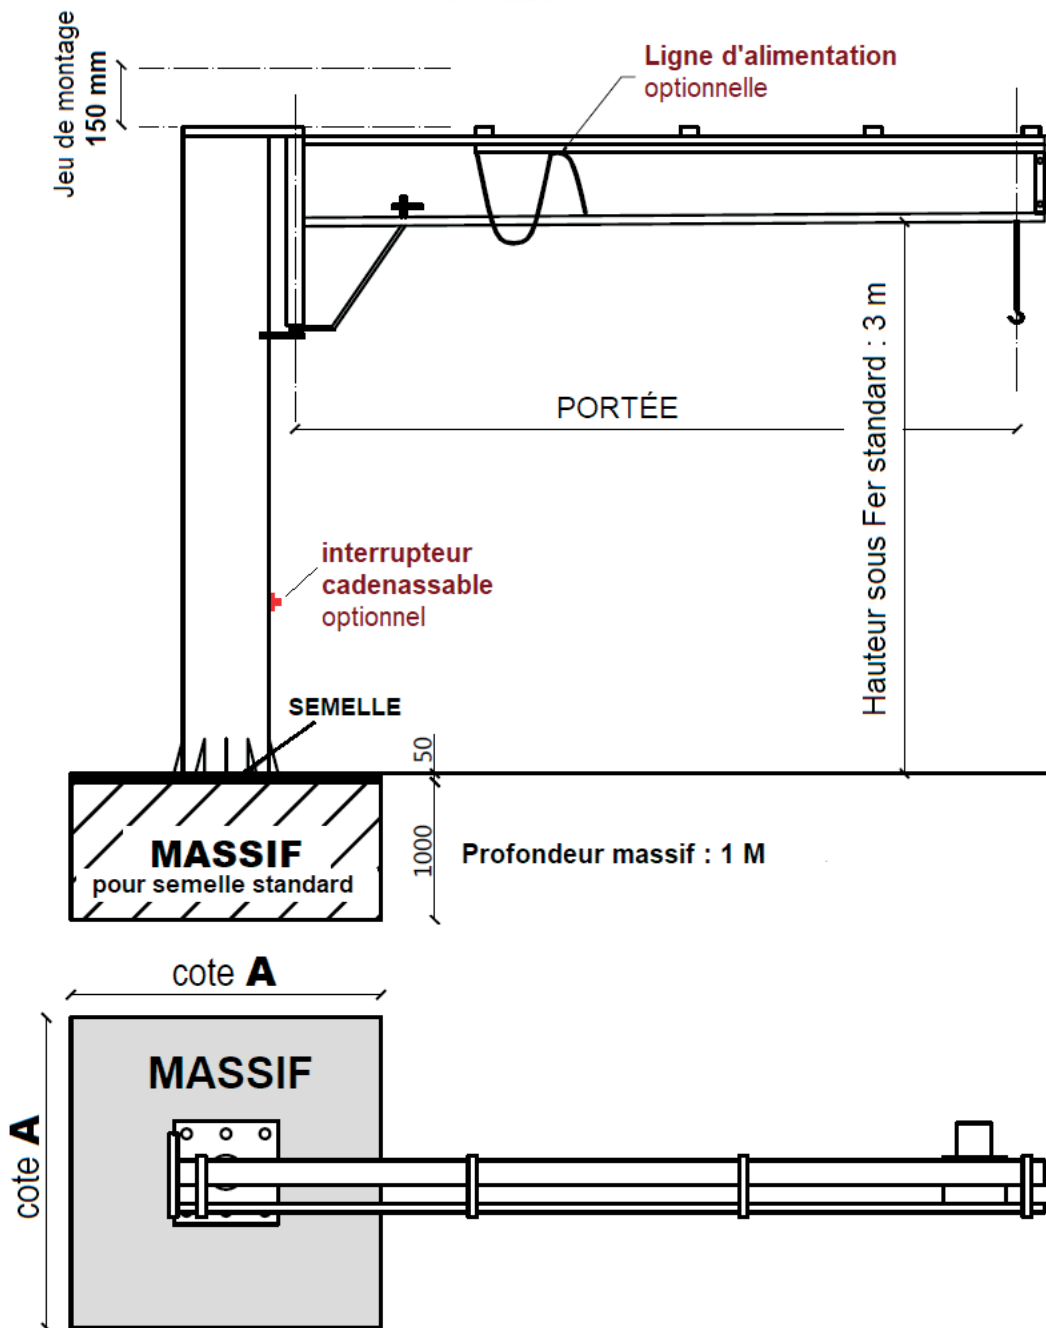 Jeu de montage
150 mm
Ligne d'alimentation
optionnelle
PORTÉE
Hauteur sous Fer standard : 3 m
interrupteur
cadenassable
optionnel
SEMELLE
50
1000
MASSIF
pour semelle standard
Profondeur massif : 1 M
cote A
cote A
MASSIF